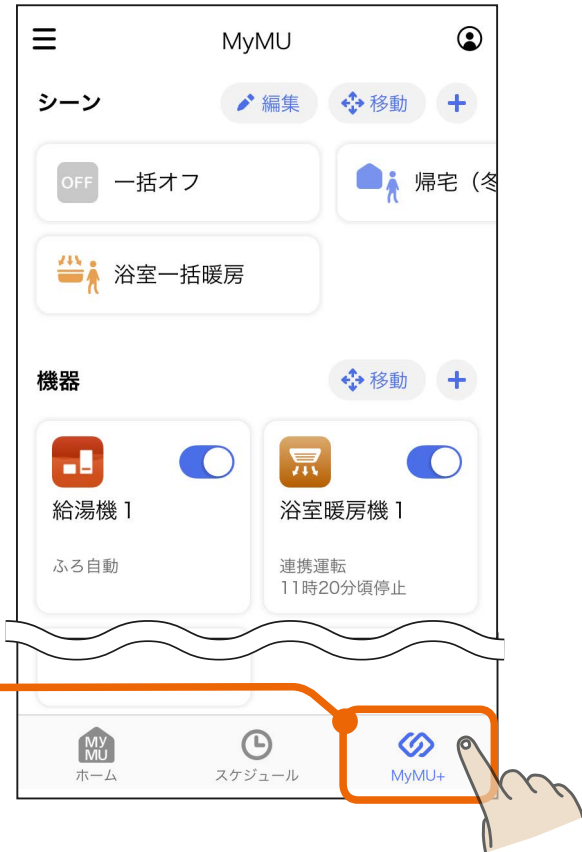 MyMU
シーン
編集
移動
OFF
一括オフ
帰宅（冬
浴室一括暖房
機器
移動
給湯機 1
浴室暖房機 1
ふろ自動
連携運転
11時20分頃停止
MY
MU
ホーム
スケジュール
MyMU+